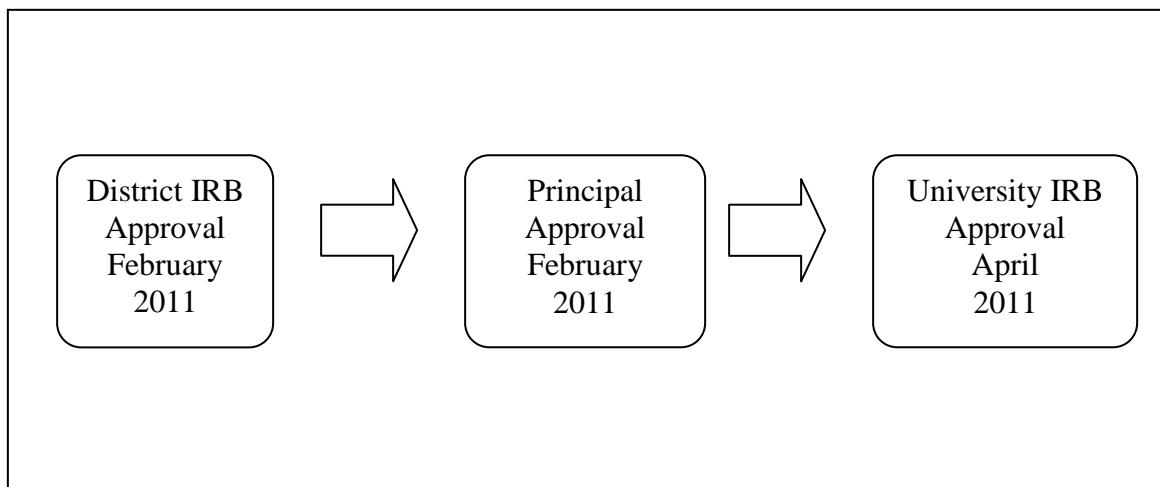 District IRB
Approval
February
2011
Principal
Approval
February
2011
University IRB
Approval
April
2011